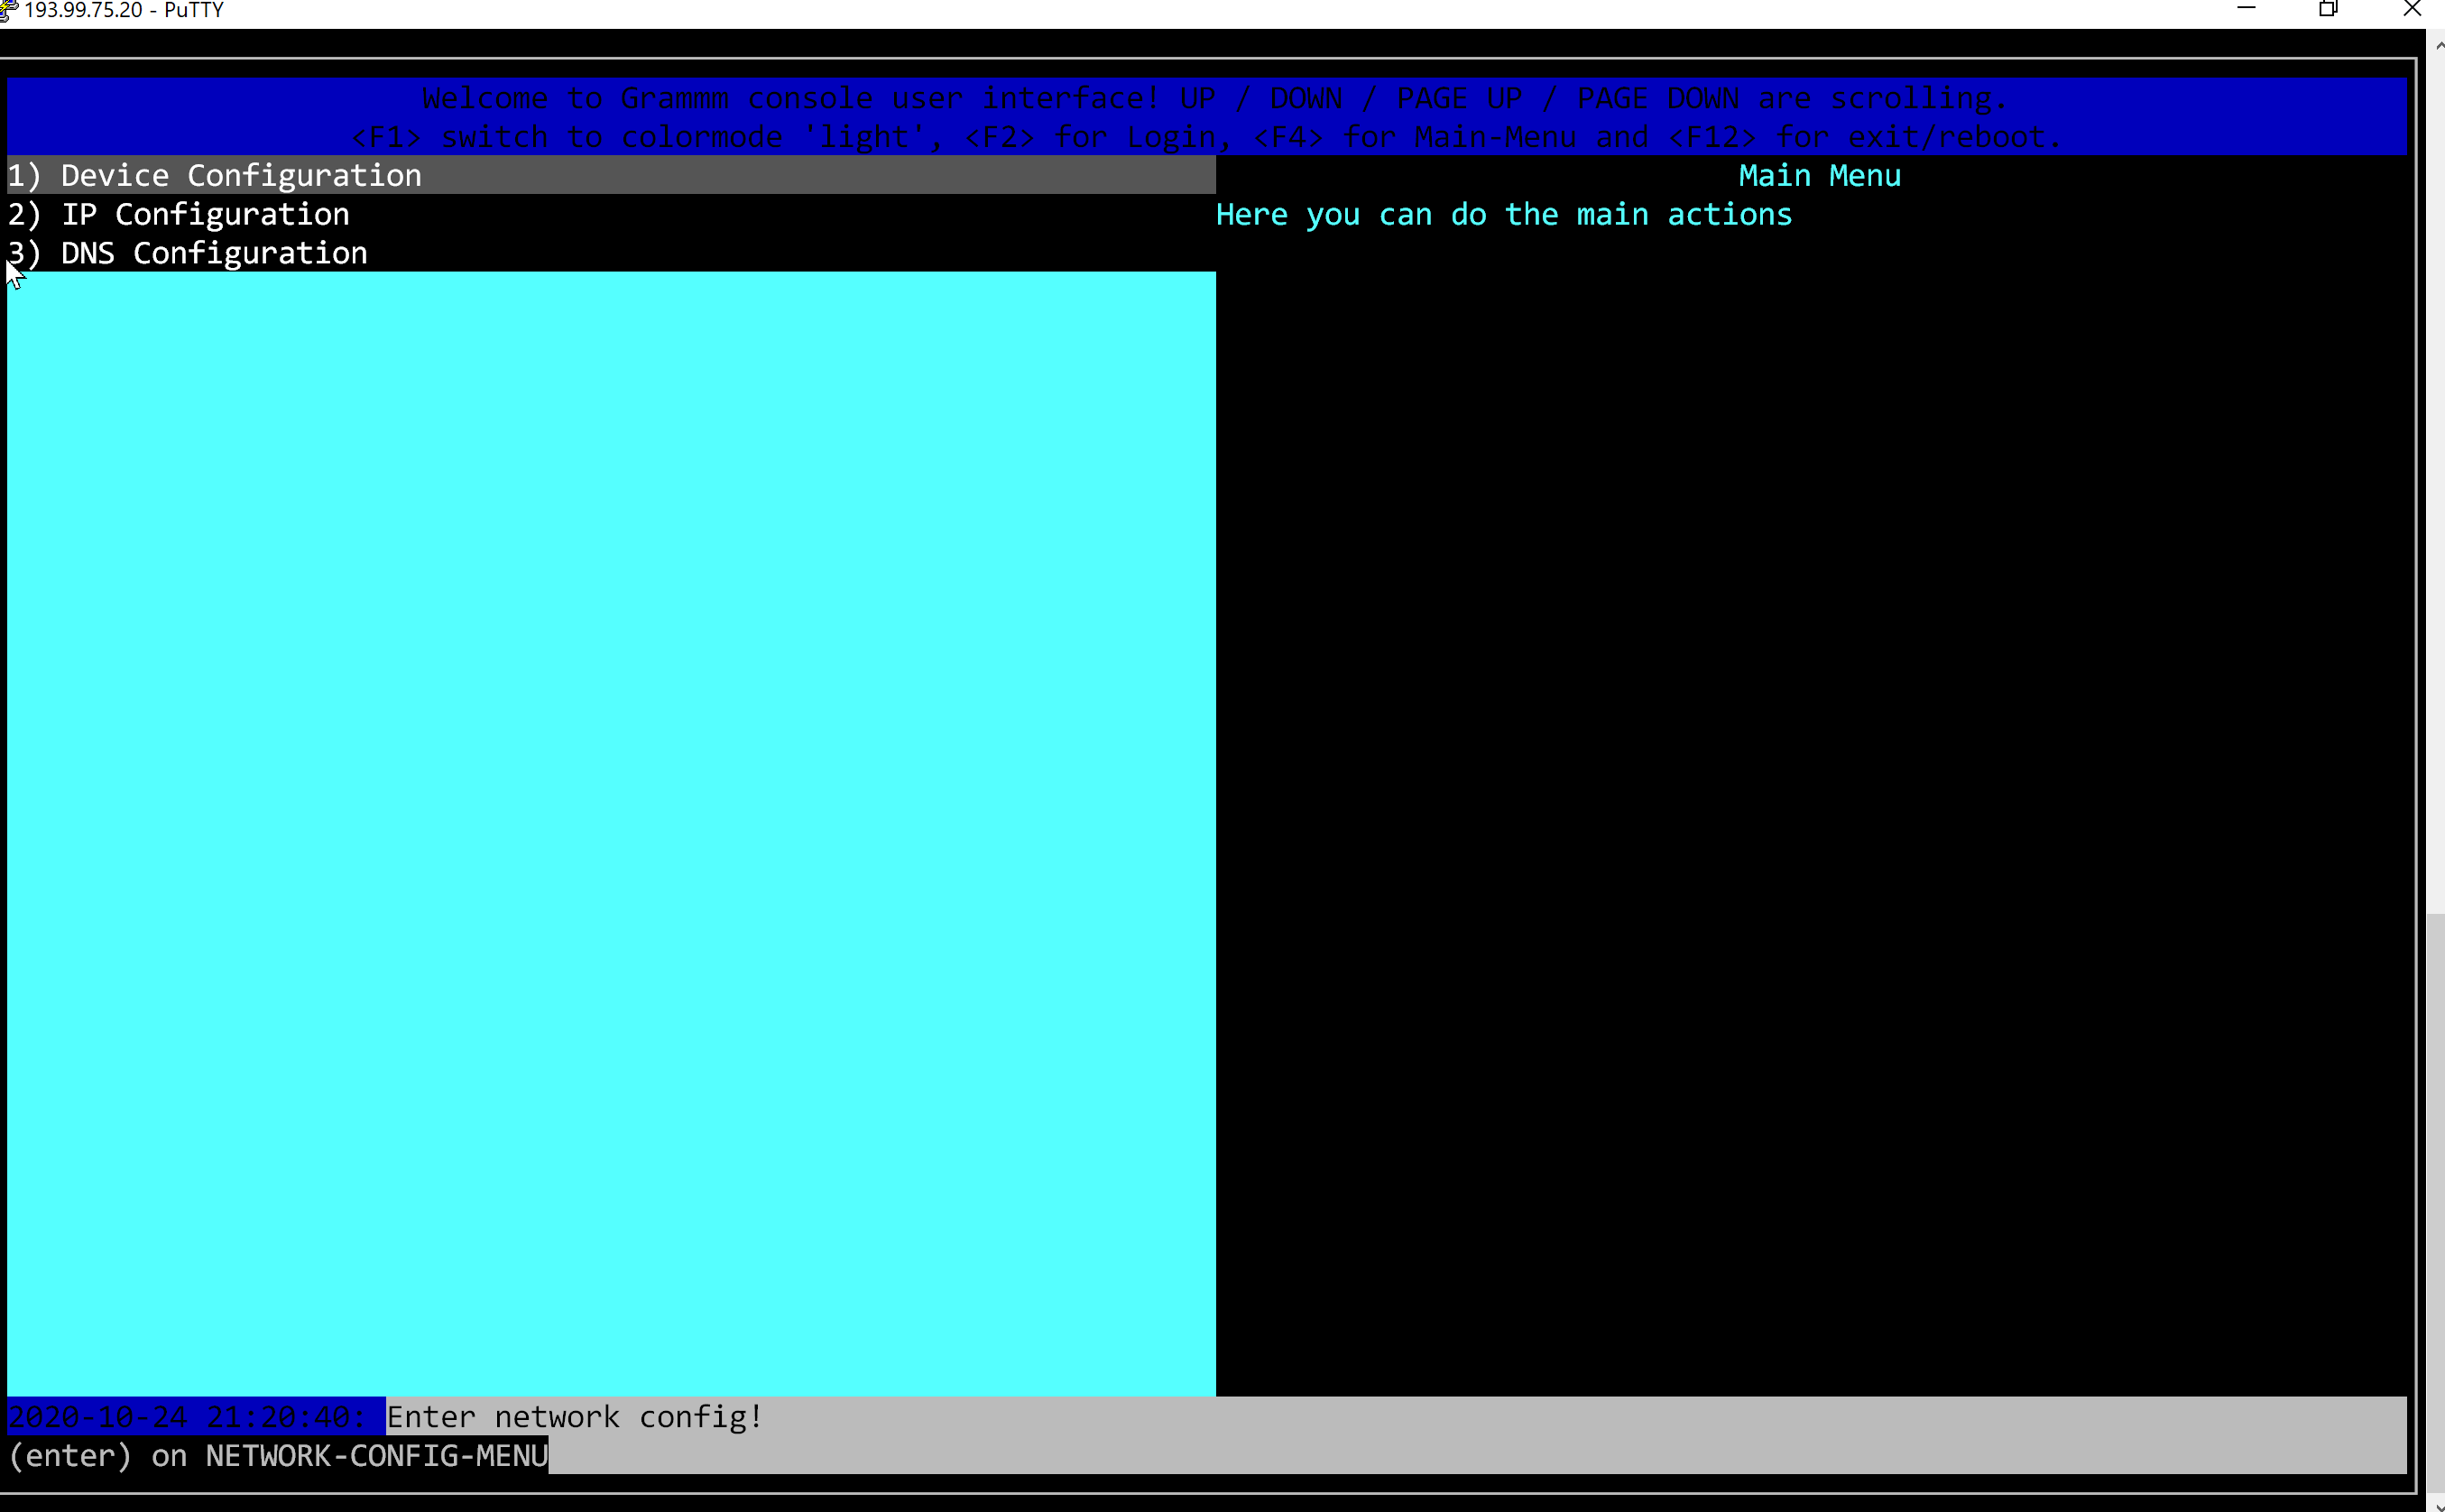 193.99.75.20 - PuTTY
Welcome to Grammm console user interface! UP / DOWN / PAGE UP / PAGE DOWN are scrolling.
<F1> switch to colormode 'light', <F2> for Login, <F4> for Main-Menu and <F12> for exit/reboot.
1) Device Configuration
2) IP Configuration
3) DNS Configuration
Main Menu
Here you can do the main actions
2020-10-24 21:20:40: Enter network config!
(enter) on NETWORK-CONFIG-MENU